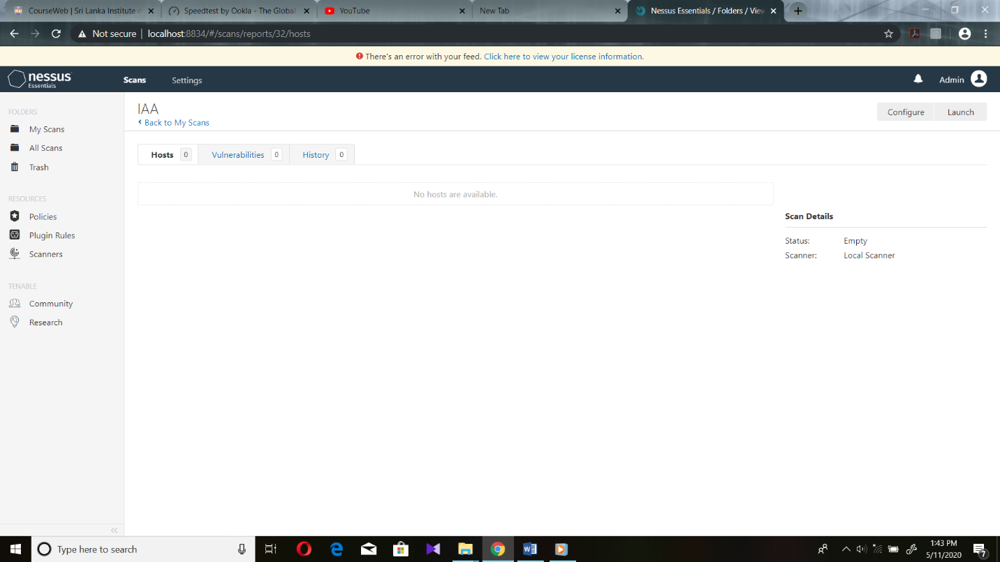 CourseWeb | Sri Lanka Institute o
Speedtest by Ookla - The Global
YouTube
New Tab
Nessus Essentials / Folders / Viev
Not secure | localhost:8834/#/scans/reports/32/hosts
There's an error with your feed. Click here to view your license information.
nessus
Essentials
Scans
Settings
Admin
FOLDERS
My Scans
All Scans
Trash
RESOURCES
Policies
Plugin Rules
Scanners
TENABLE
Community
Research
IAA
Back to My Scans
Configure
Launch
Hosts 0
Vulnerabilities 0
History 0
No hosts are available.
Scan Details
Status: Empty
Scanner: Local Scanner
Type here to search
1:43 PM
5/11/2020
7